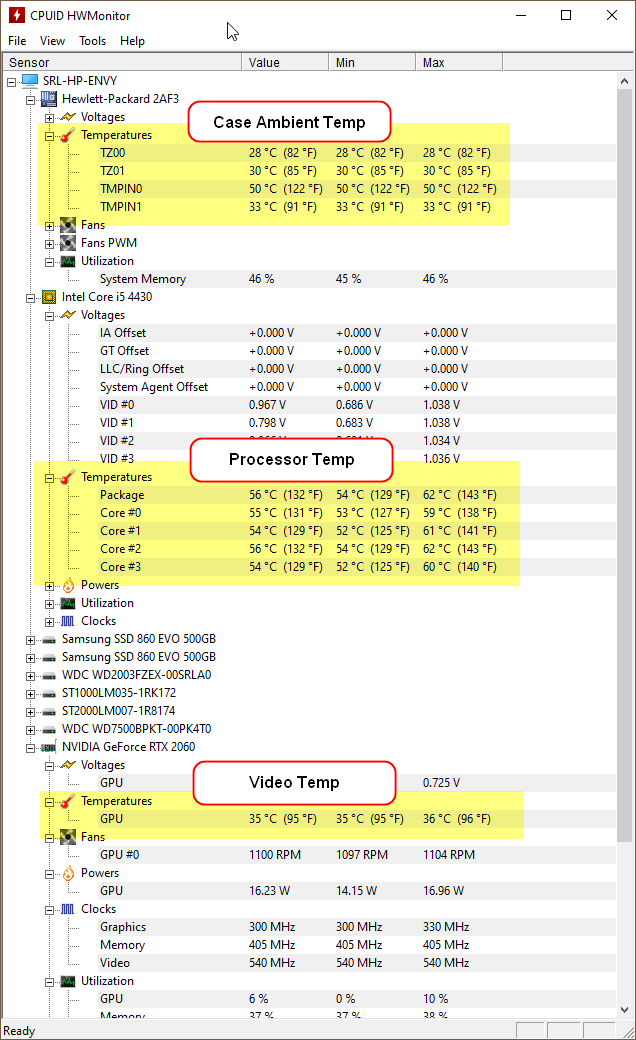 CPUID HWMonitor
File View Tools Help
Sensor Value Min Max
SRL-HP-ENVY
Hewlett-Packard 2AF3
Voltages
Case Ambient Temp
Temperatures
TZ00 28 °C (82 °F) 28 °C (82 °F) 28 °C (82 °F)
TZ01 30 °C (85 °F) 30 °C (85 °F) 30 °C (85 °F)
TMPIN0 50 °C (122 °F) 50 °C (122 °F) 50 °C (122 °F)
TMPIN1 33 °C (91 °F) 33 °C (91 °F) 33 °C (91 °F)
Fans
Fans PWM
Utilization
System Memory 46 % 45 % 46 %
Intel Core i5 4430
Voltages
IA Offset +0.000 V +0.000 V +0.000 V
GT Offset +0.000 V +0.000 V +0.000 V
LLC/Ring Offset +0.000 V +0.000 V +0.000 V
System Agent Offset +0.000 V +0.000 V +0.000 V
VID #0 0.967 V 0.686 V 1.038 V
VID #1 0.798 V 0.683 V 1.038 V
VID #2 1.034 V
VID #3 1.036 V
Processor Temp
Temperatures
Package 56 °C (132 °F) 54 °C (129 °F) 62 °C (143 °F)
Core #0 55 °C (131 °F) 53 °C (127 °F) 59 °C (138 °F)
Core #1 54 °C (129 °F) 52 °C (125 °F) 61 °C (141 °F)
Core #2 56 °C (132 °F) 54 °C (129 °F) 62 °C (143 °F)
Core #3 54 °C (129 °F) 52 °C (125 °F) 60 °C (140 °F)
Powers
Utilization
Clocks
Samsung SSD 860 EVO 500GB
Samsung SSD 860 EVO 500GB
WDC WD2003FZEX-00SRLA0
ST1000LM035-1RK172
ST2000LM007-1R8174
WDC WD7500BPKT-00PK4T0
NVIDIA GeForce RTX 2060
Voltages
GPU 0.725 V
Video Temp
Temperatures
GPU 35 °C (95 °F) 35 °C (95 °F) 36 °C (96 °F)
Fans
GPU #0 1100 RPM 1097 RPM 1104 RPM
Powers
GPU 16.23 W 14.15 W 16.96 W
Clocks
Graphics 300 MHz 300 MHz 330 MHz
Memory 405 MHz 405 MHz 405 MHz
Video 540 MHz 540 MHz 540 MHz
Utilization
GPU 6 % 0 % 10 %
Memory 37 % 37 % 38 %
Ready